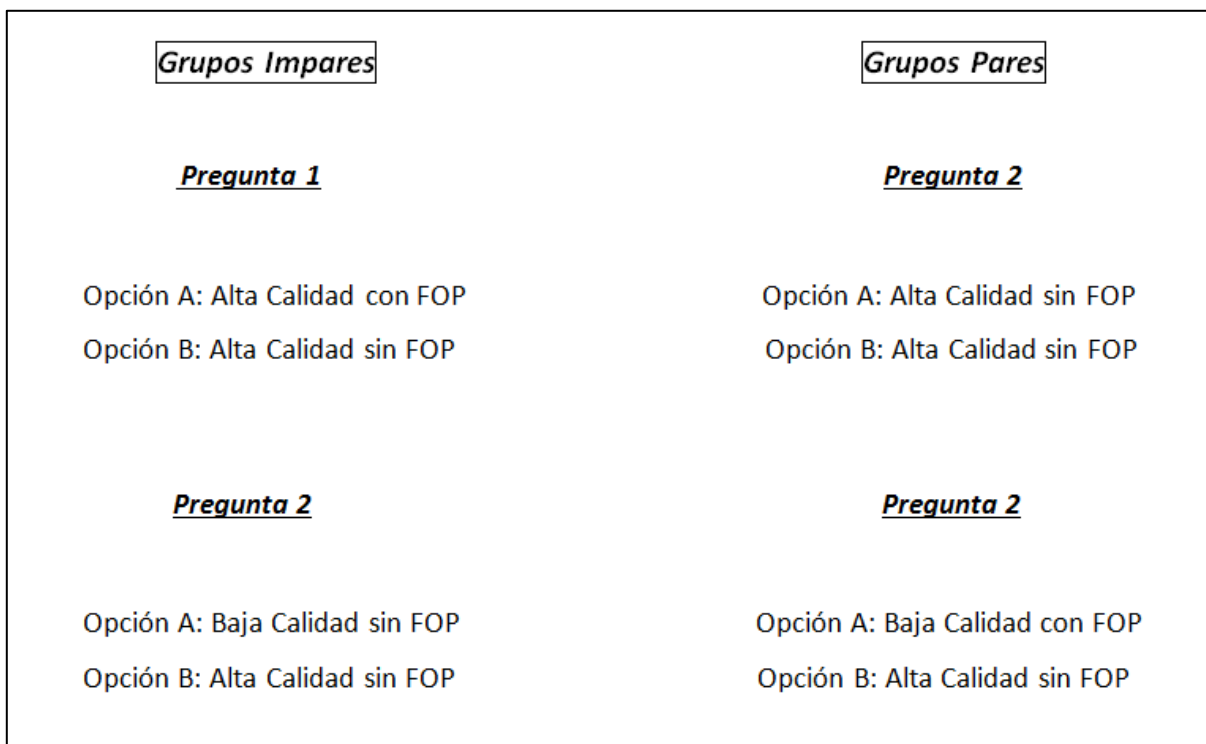 Grupos Impares
Pregunta 1
Opción A: Alta Calidad con FOP
Opción B: Alta Calidad sin FOP
Pregunta 2
Opción A: Baja Calidad sin FOP
Opción B: Alta Calidad sin FOP
Grupos Pares
Pregunta 2
Opción A: Alta Calidad sin FOP
Opción B: Alta Calidad sin FOP
Pregunta 2
Opción A: Baja Calidad con FOP
Opción B: Alta Calidad sin FOP